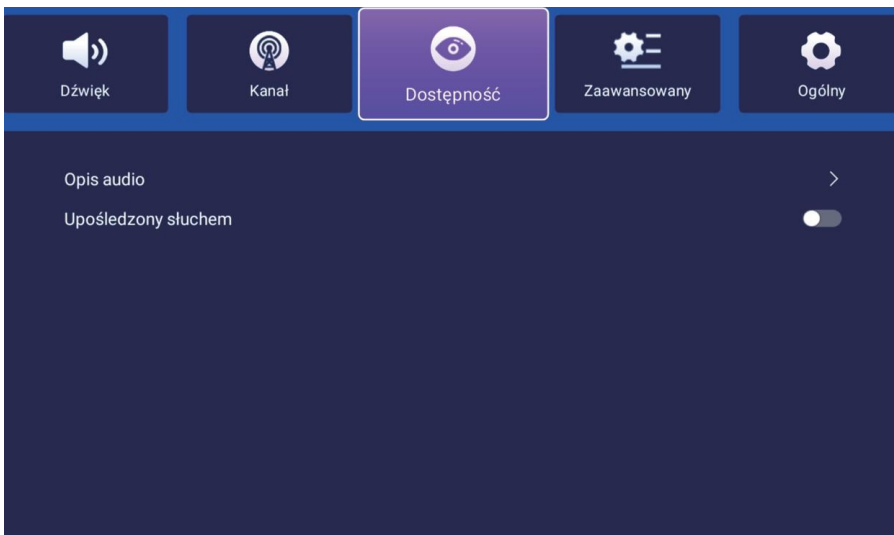 Dźwięk
Kanał
Dostępność
Zaawansowany
Ogólny
Opis audio
Upośledzony słuchem